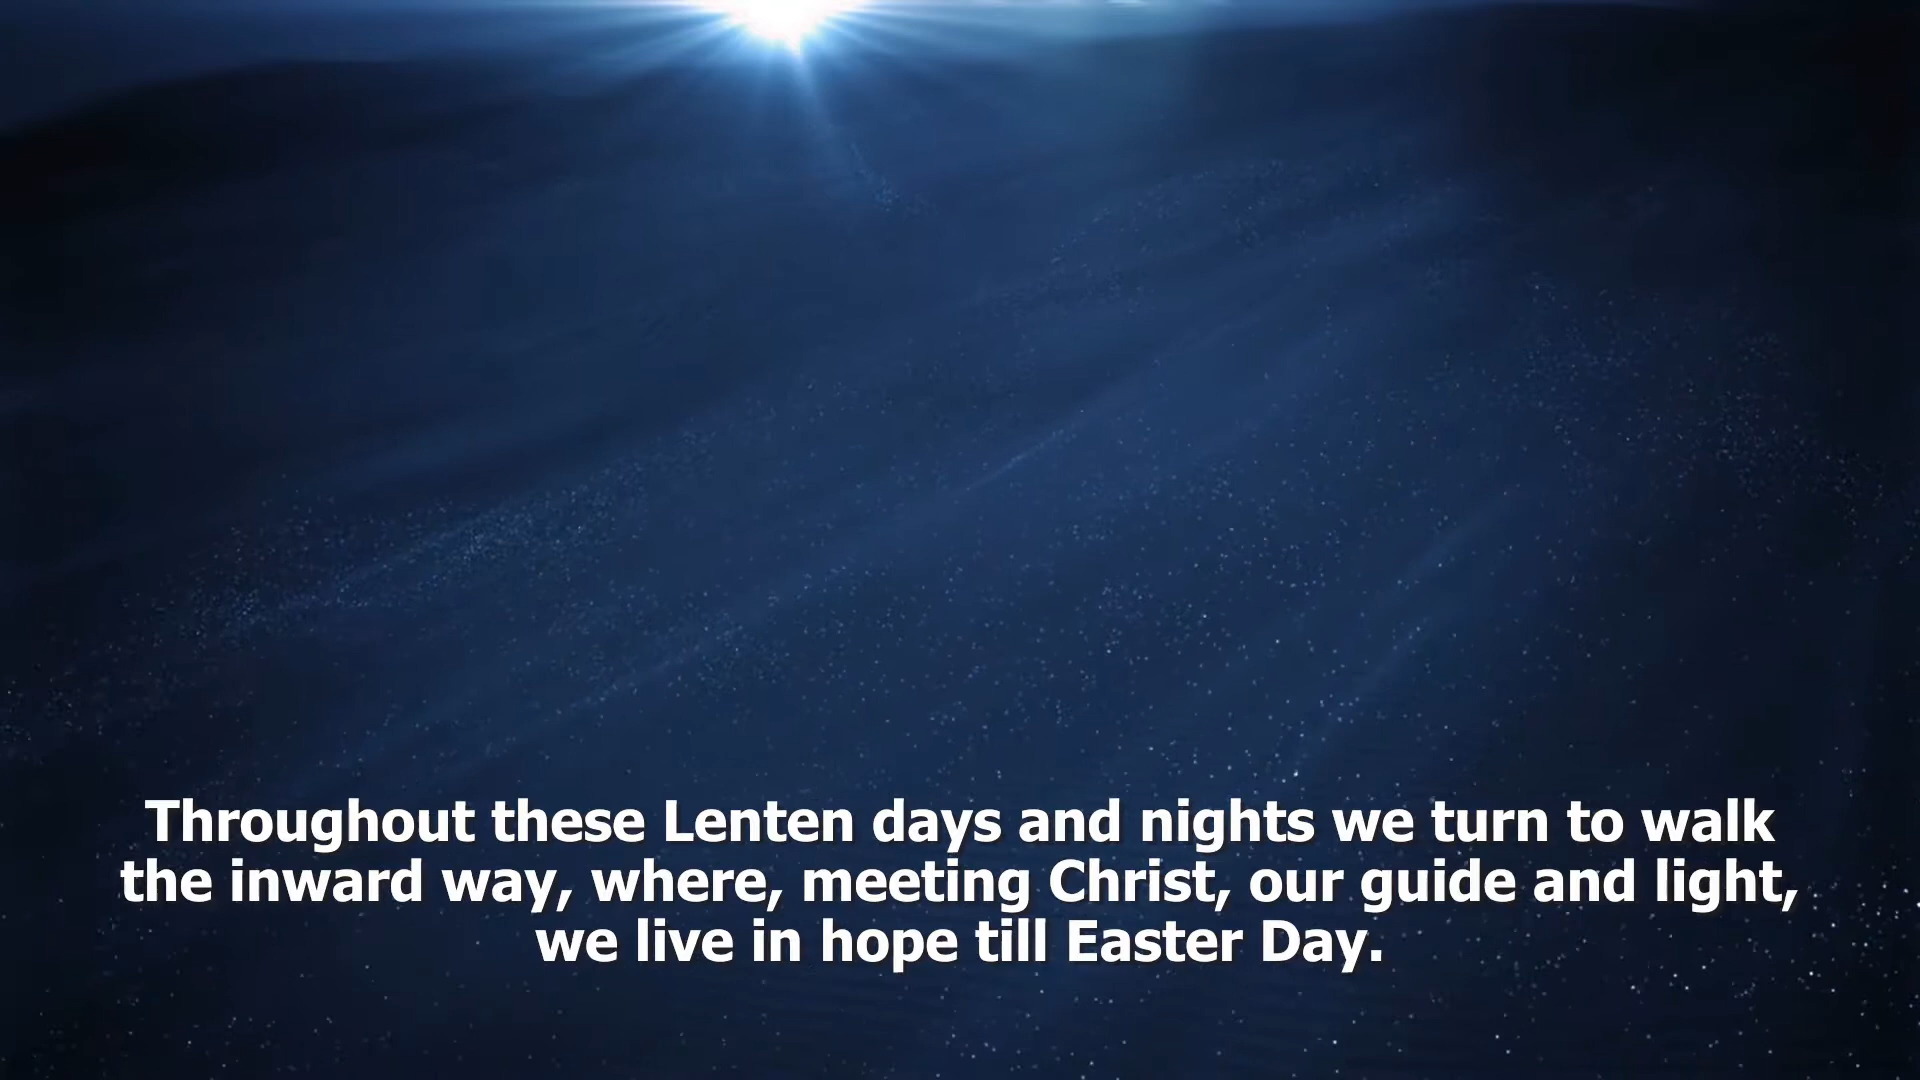 Throughout these Lenten days and nights we turn to walk
the inward way, where, meeting Christ, our guide and light,
we live in hope till Easter Day.